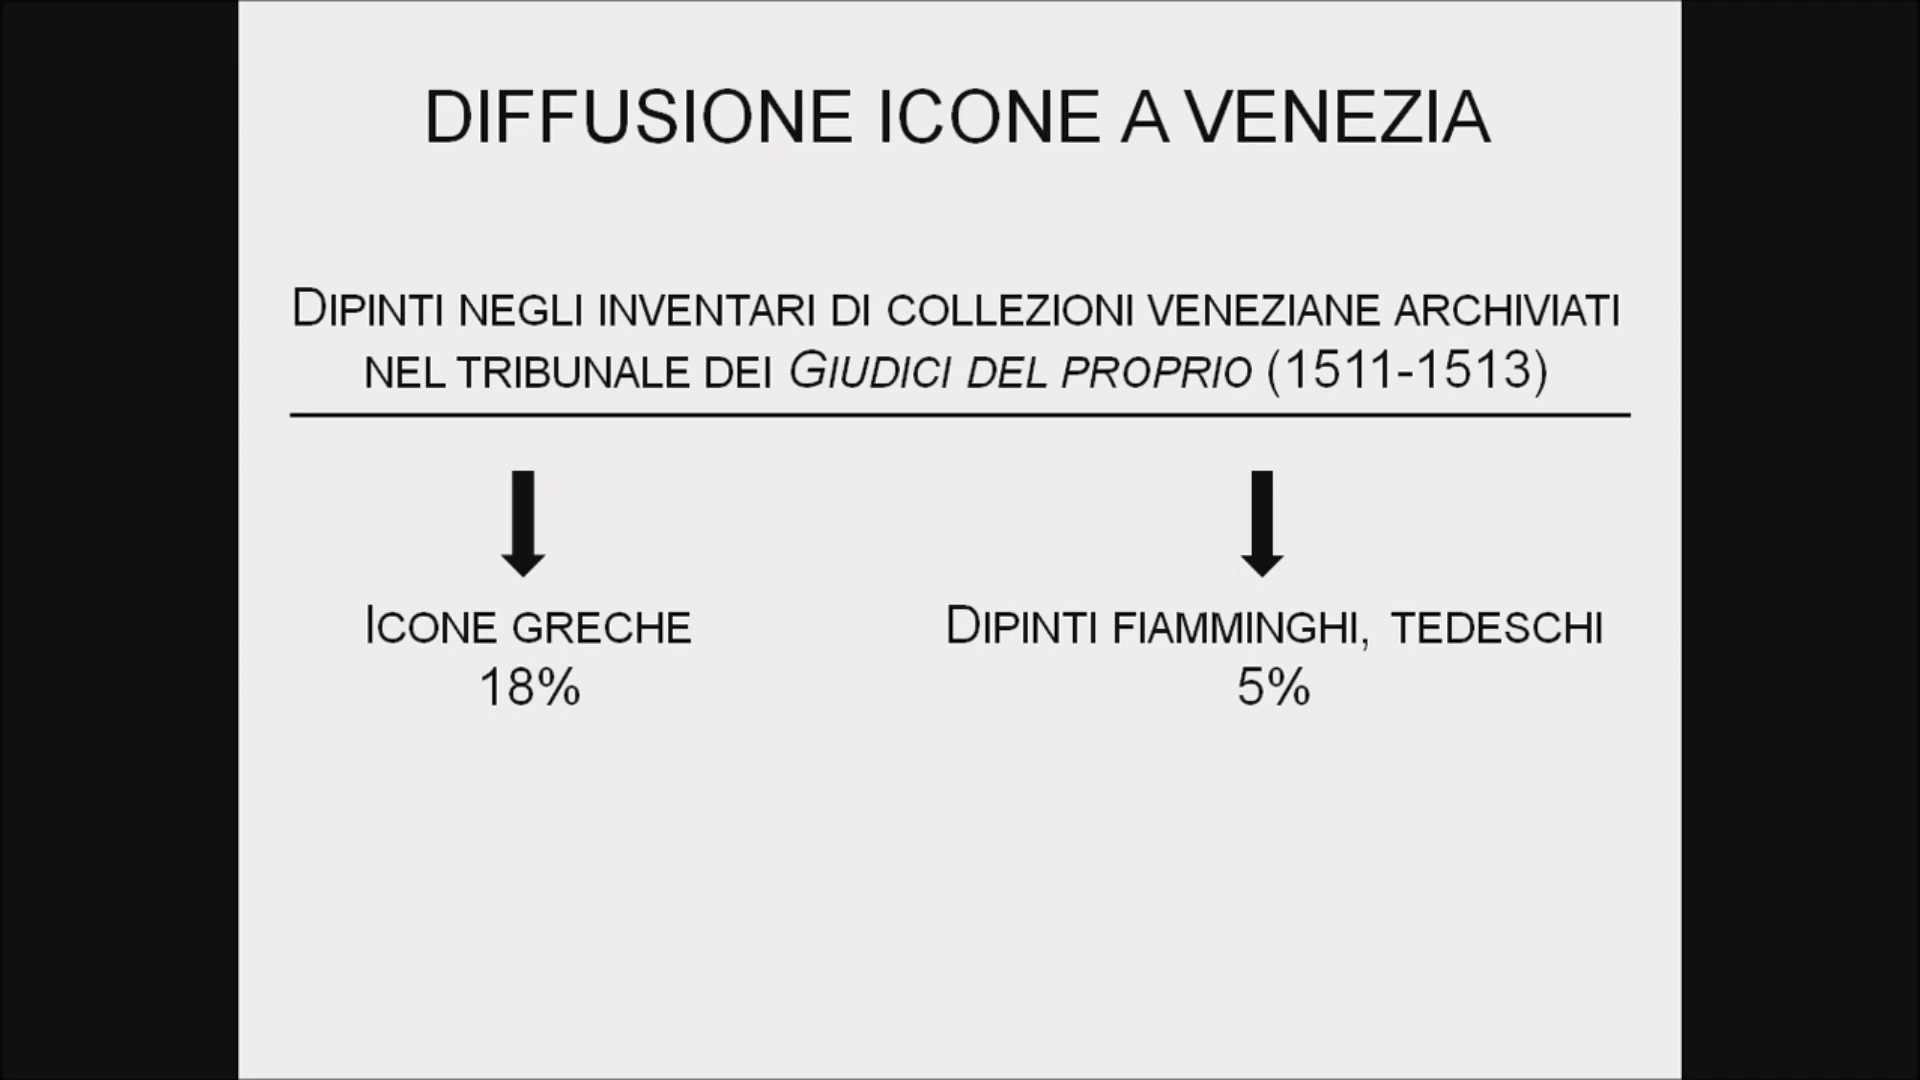 DIFFUSIONE ICONE A VENEZIA
DIPINTI NEGLI INVENTARI DI COLLEZIONI VENEZIANE ARCHIVIATI
NEL TRIBUNALE DEI GIUDICI DEL PROPRIO (1511-1513)
ICONE GRECHE
18%
DIPINTI FIAMMINGHI, TEDESCHI
5%